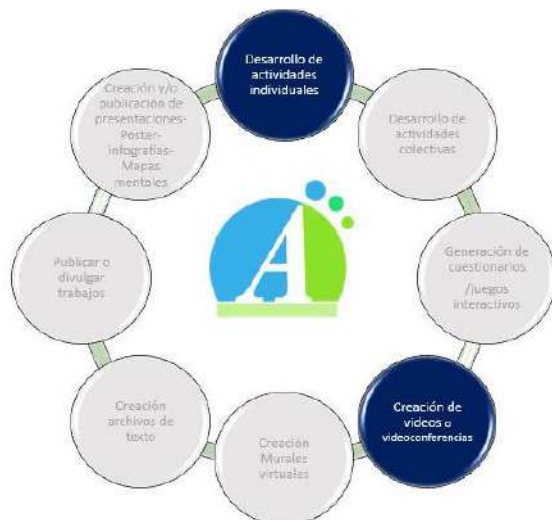 Desarrollo de
actividades
individuales
Desarrollo de
actividades
colectivas
Generación de
cuestionarios
/juegos
interactivos
Creación de
videos o
videoconferencias
Creación
Murales
virtuales
Creación
archivos de
texto
Publicar o
divulgar
trabajos
Creación y/o
publicación de
presentaciones-
Poster-
infografías-
Mapas
mentales
A